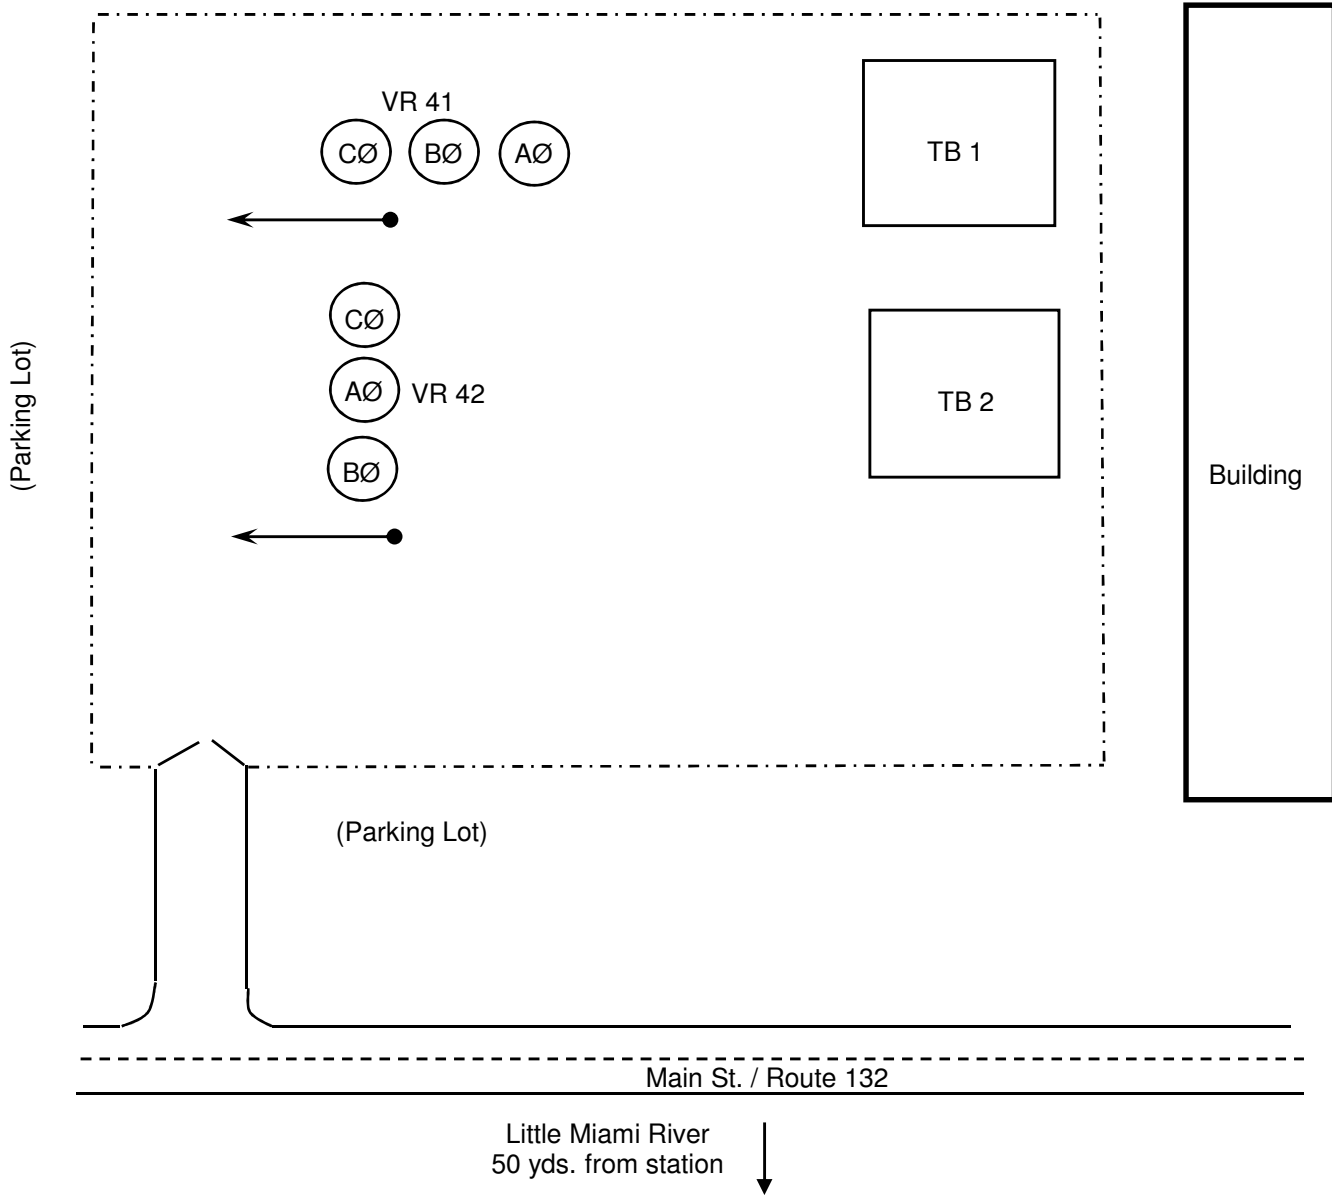 VR 41
CØ BØ AØ
TB 1
CØ
AØ VR 42
BØ
TB 2
(Parking Lot)
Building
(Parking Lot)
Main St. / Route 132
Little Miami River
50 yds. from station